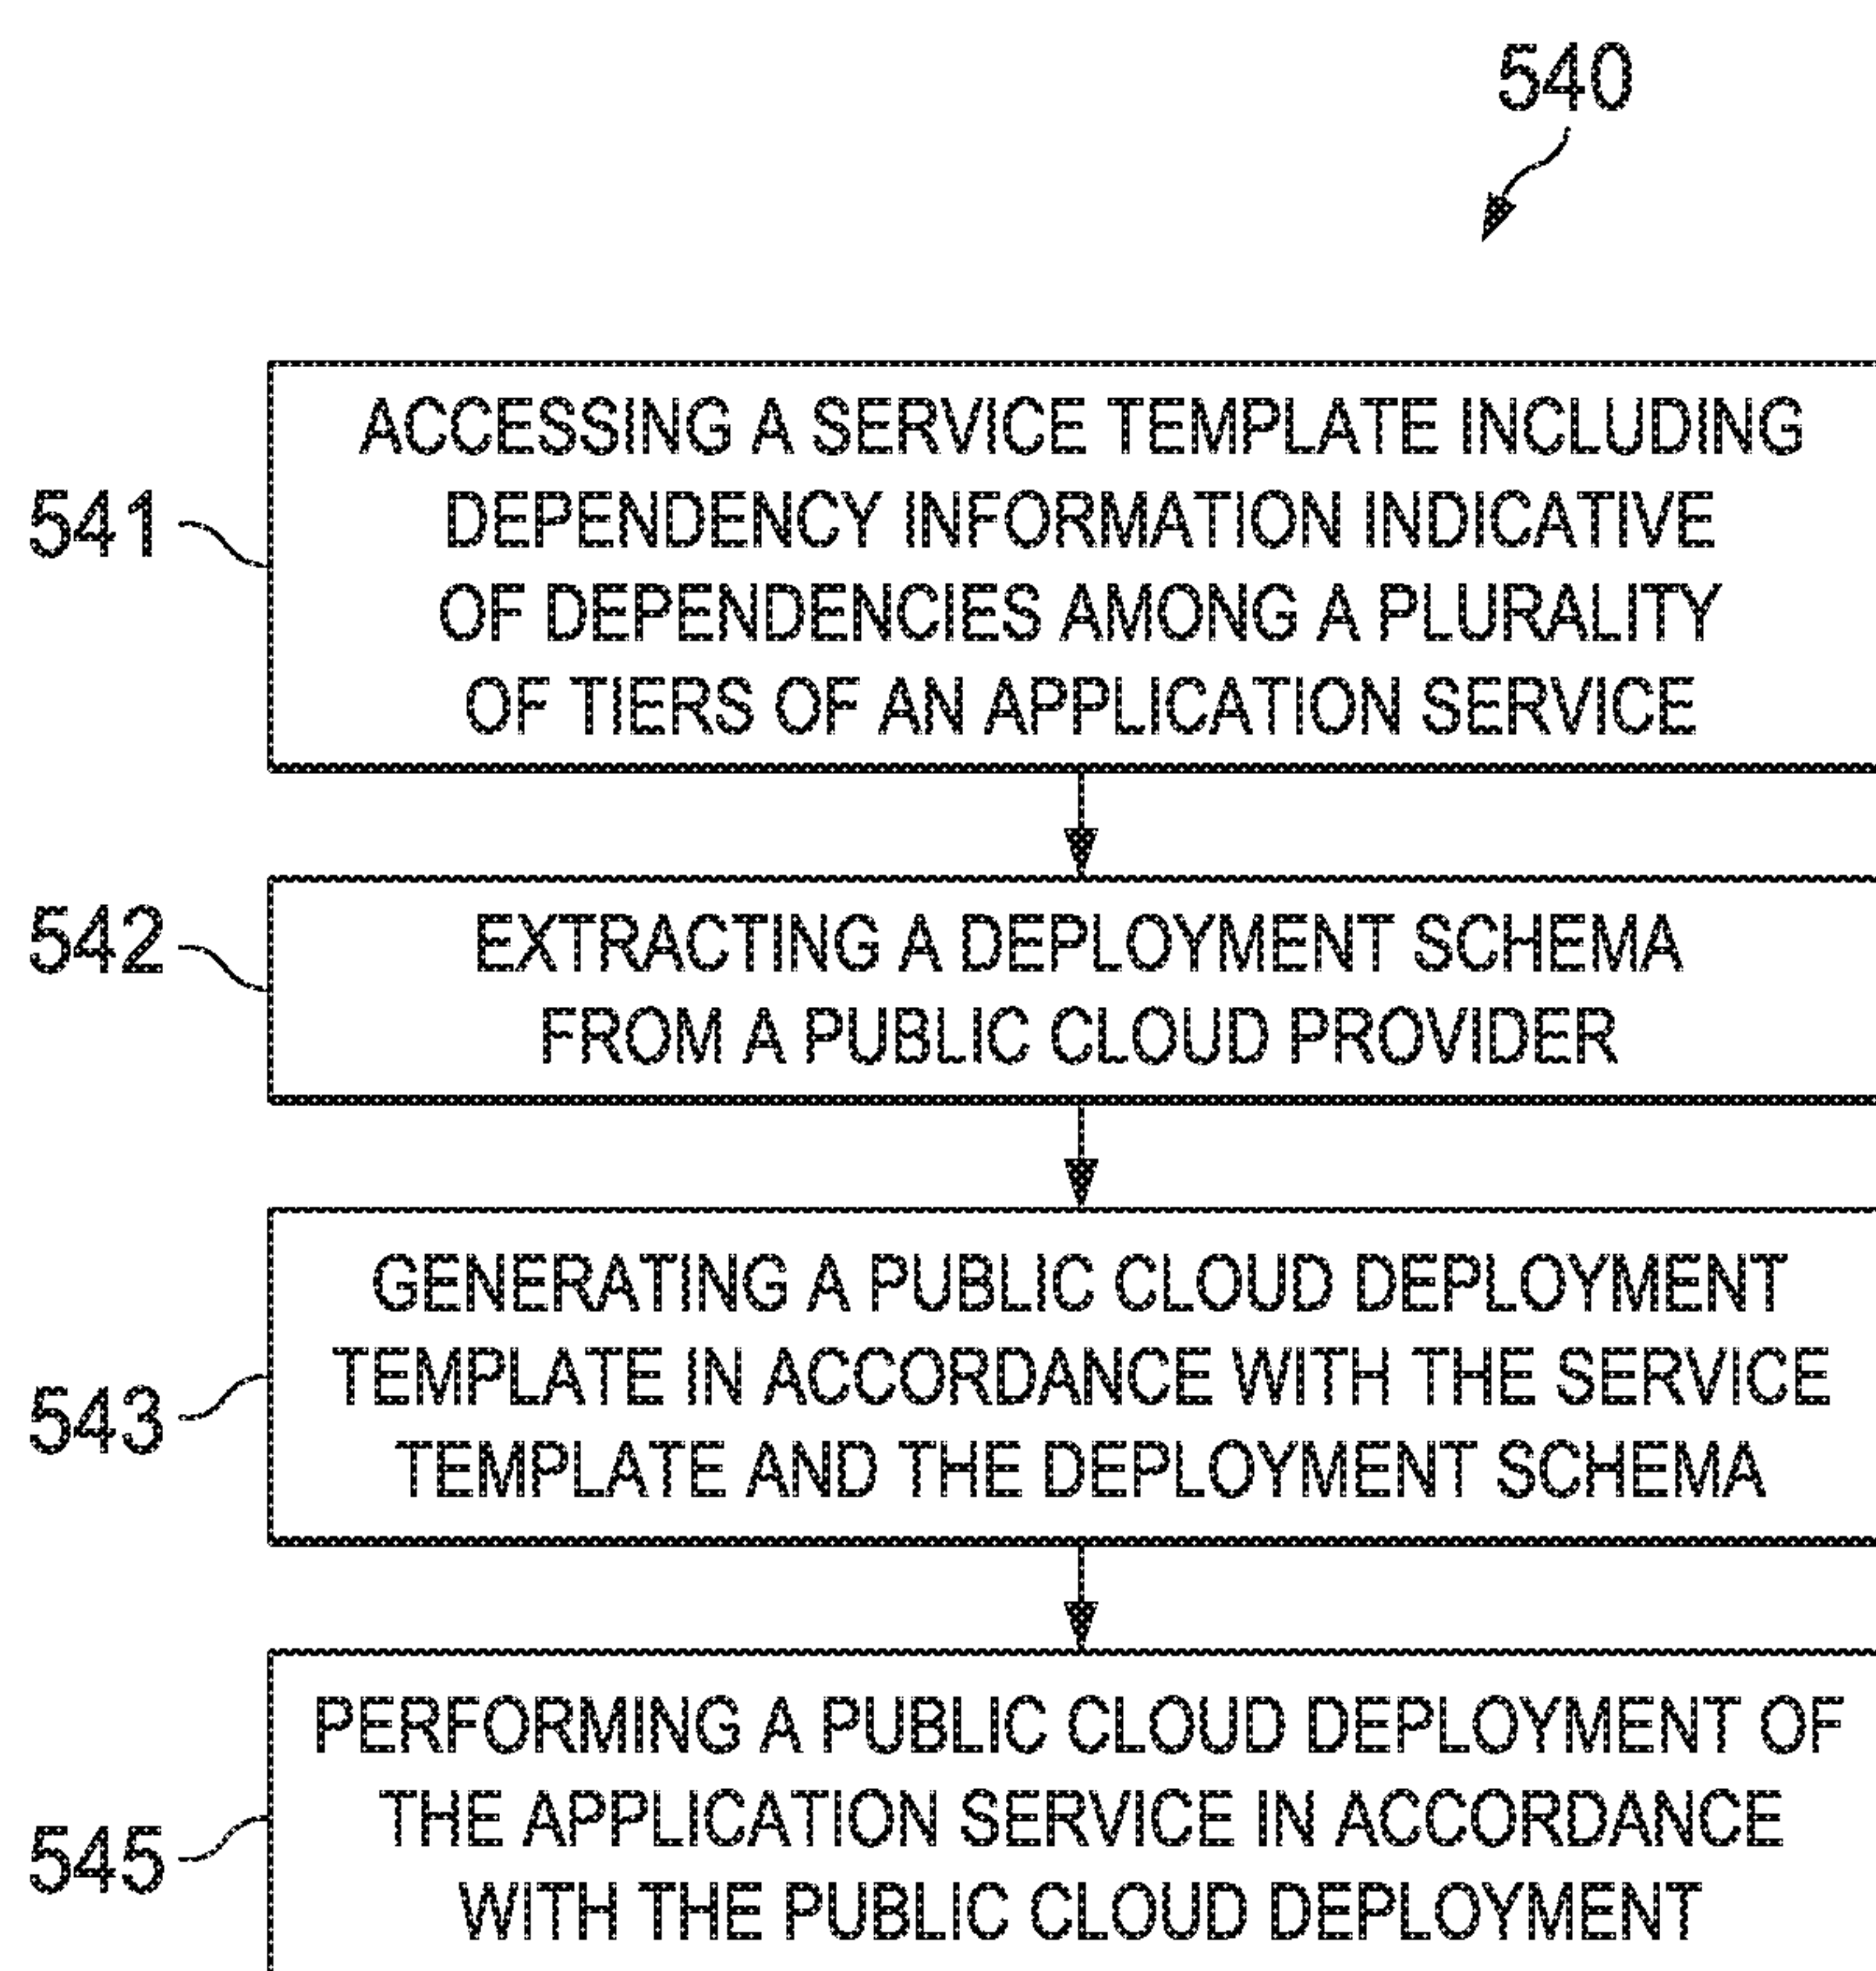 540
541
ACCESSING A SERVICE TEMPLATE INCLUDING
DEPENDENCY INFORMATION INDICATIVE
OF DEPENDENCIES AMONG A PLURALITY
OF TIERS OF AN APPLICATION SERVICE
542
EXTRACTING A DEPLOYMENT SCHEMA
FROM A PUBLIC CLOUD PROVIDER
543
GENERATING A PUBLIC CLOUD DEPLOYMENT
TEMPLATE IN ACCORDANCE WITH THE SERVICE
TEMPLATE AND THE DEPLOYMENT SCHEMA
545
PERFORMING A PUBLIC CLOUD DEPLOYMENT OF
THE APPLICATION SERVICE IN ACCORDANCE
WITH THE PUBLIC CLOUD DEPLOYMENT